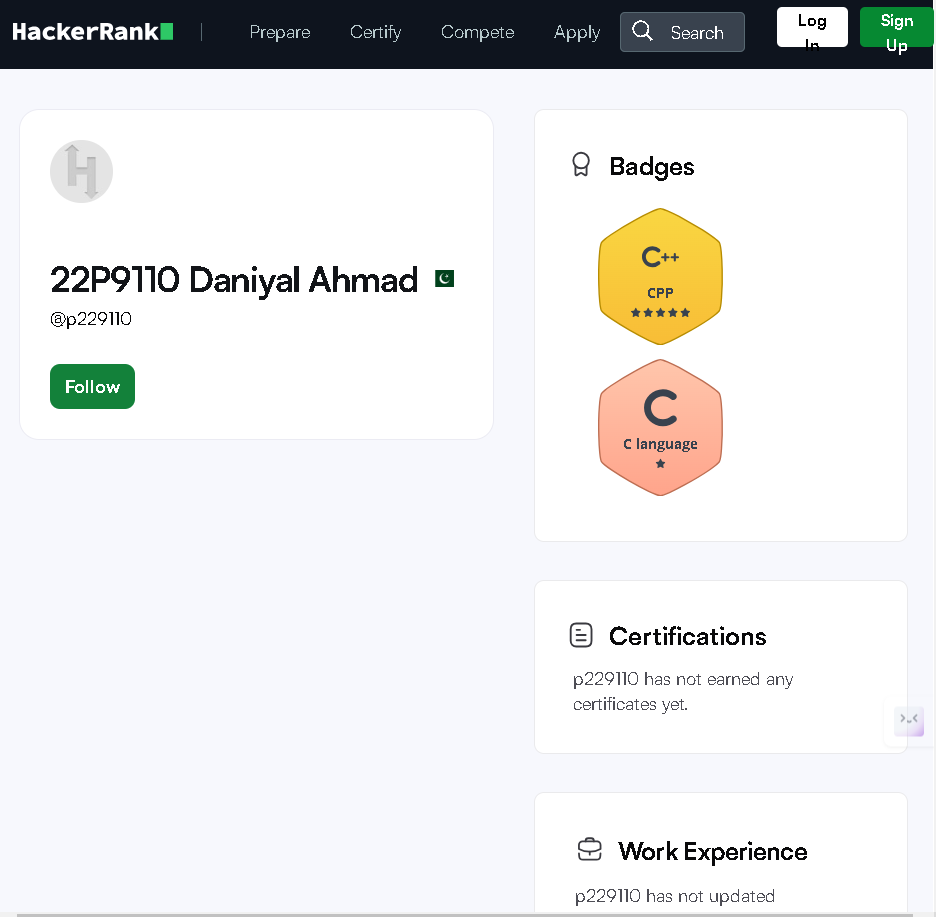 HackerRank
Prepare
Certify
Compete
Apply
Search
Log
In
Sign
Up
22P9110 Daniyal Ahmad
@p229110
Follow
Badges
C++
CPP
C
C language
Certifications
p229110 has not earned any
certificates yet.
Work Experience
p229110 has not updated